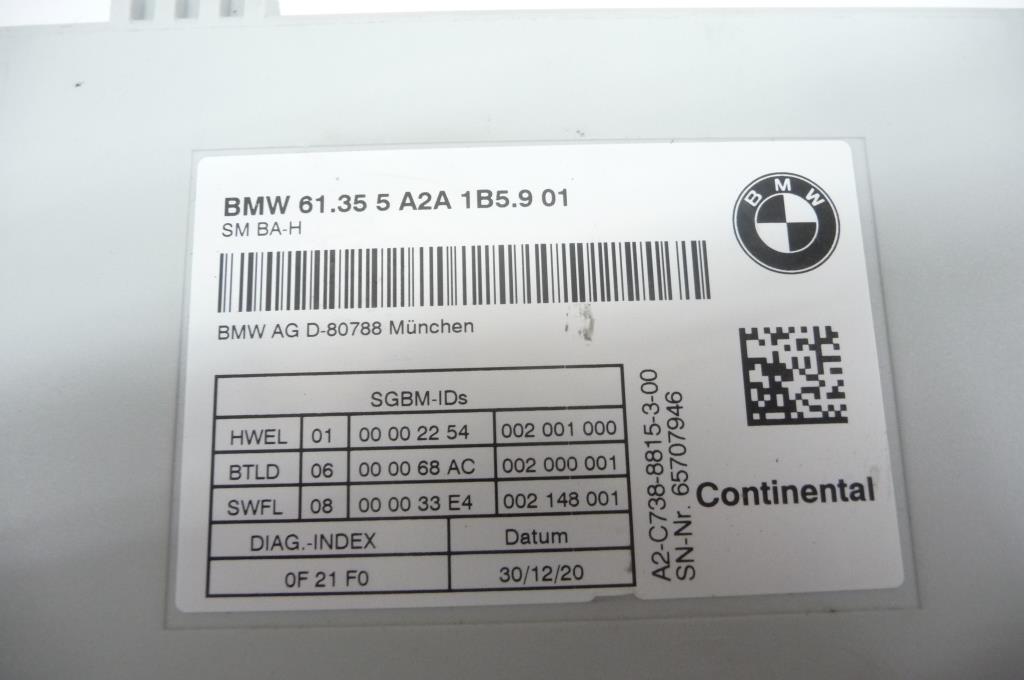 BMW 61.35 5 A2A 1B5.9 01
SM BA-H
BMW
BMW AG D-80788 München
SGBM-IDs
HWEL 01 00 00 22 54 002 001 000
BTLD 06 00 00 68 AC 002 000 001
SWFL 08 00 00 33 E4 002 148 001
DIAG.-INDEX Datum
0F 21 F0 30/12/20
A2-C738-8815-3-00
SN-Nr. 65707946
Continental